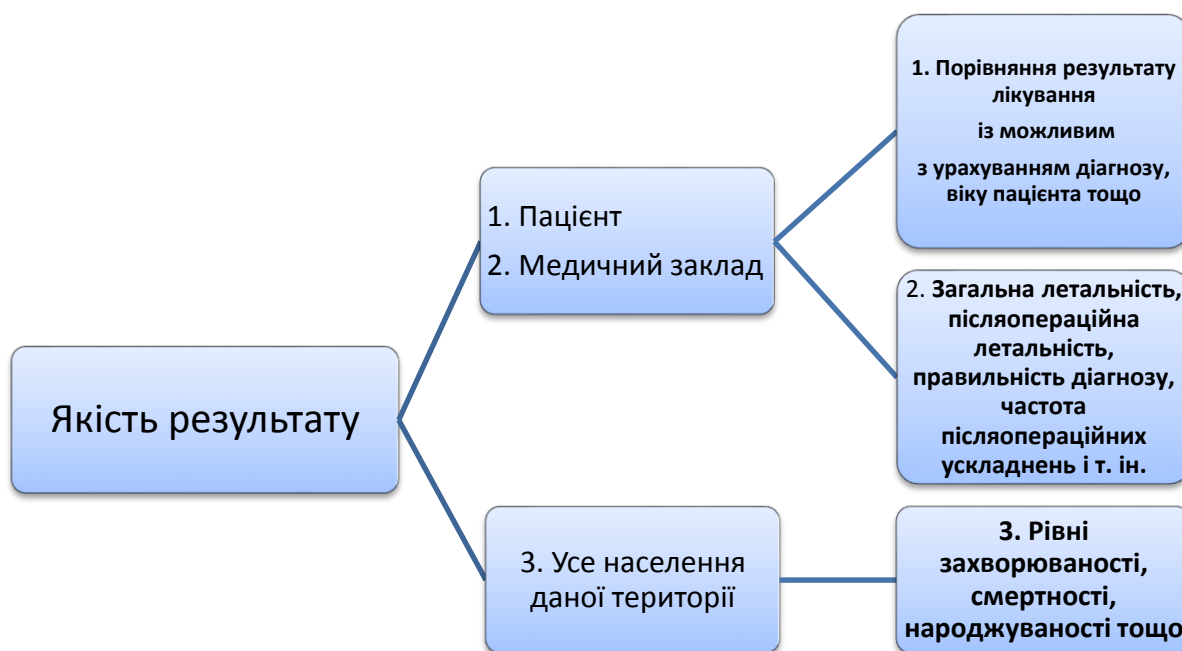 Якість результату
1. Пацієнт
2. Медичний заклад
3. Усе населення
даної території
1. Порівняння результату
лікування
із можливим
з урахуванням діагнозу,
віку пацієнта тощо
2. Загальна летальність,
післяопераційна
летальність,
правильність діагнозу,
частота
післяопераційних
ускладнень і т. ін.
3. Рівні
захворюваності,
смертності,
народжуваності тощо